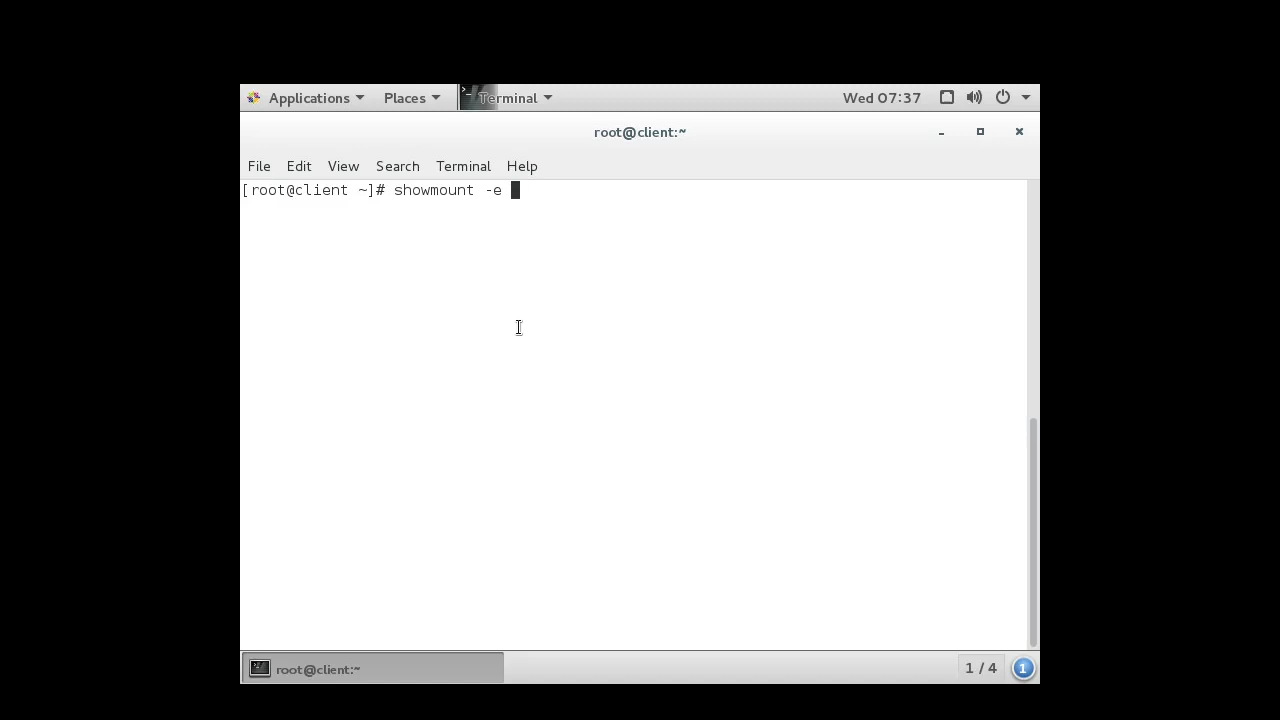 Applications Places Terminal Wed 07:37
root@client:~
File Edit View Search Terminal Help
[root@client ~]# showmount -e
root@client:~ 1 / 4 1